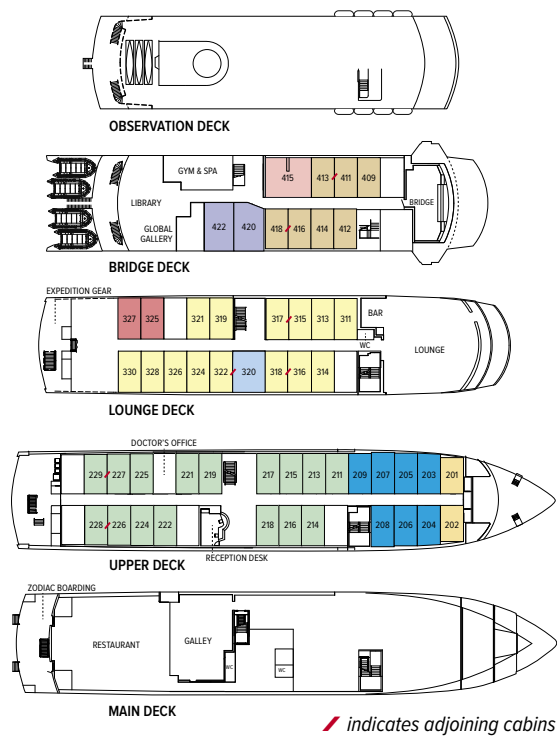 OBSERVATION DECK
GYM & SPA
415 413 411 409
LIBRARY
BRIDGE
GLOBAL
GALLERY
422 420 418 416 414 412
BRIDGE DECK
EXPEDITION GEAR
327 325 321 319 317 315 313 311
BAR
WC
LOUNGE
330 328 326 324 322 320 318 316 314
LOUNGE DECK
DOCTOR'S OFFICE
229 227 225 221 219 217 215 213 211 209 207 205 203 201
228 226 224 222 218 216 214 208 206 204 202
RECEPTION DESK
UPPER DECK
ZODIAC BOARDING
RESTAURANT
GALLEY
WC
WC
MAIN DECK
indicates adjoining cabins